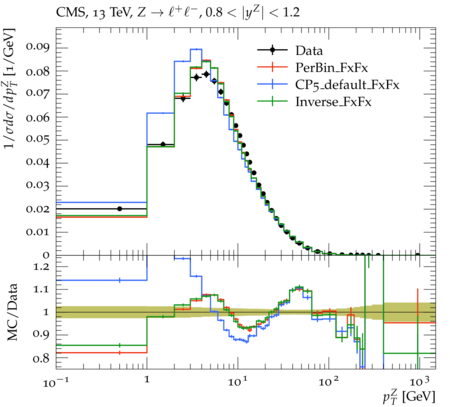 CMS, 13 TeV, Z → ℓ⁺ℓ⁻, 0.8 < |y^Z| < 1.2
1/σdσ/dp_T^Z [1/GeV]
0.09
0.08
0.07
0.06
0.05
0.04
0.03
0.02
0.01
0
Data
PerBin_FxFx
CP5_default_FxFx
Inverse_FxFx
MC/Data
1.2
1.1
1
0.9
0.8
10⁻¹ 1 10¹ 10² 10³
p_T^Z [GeV]